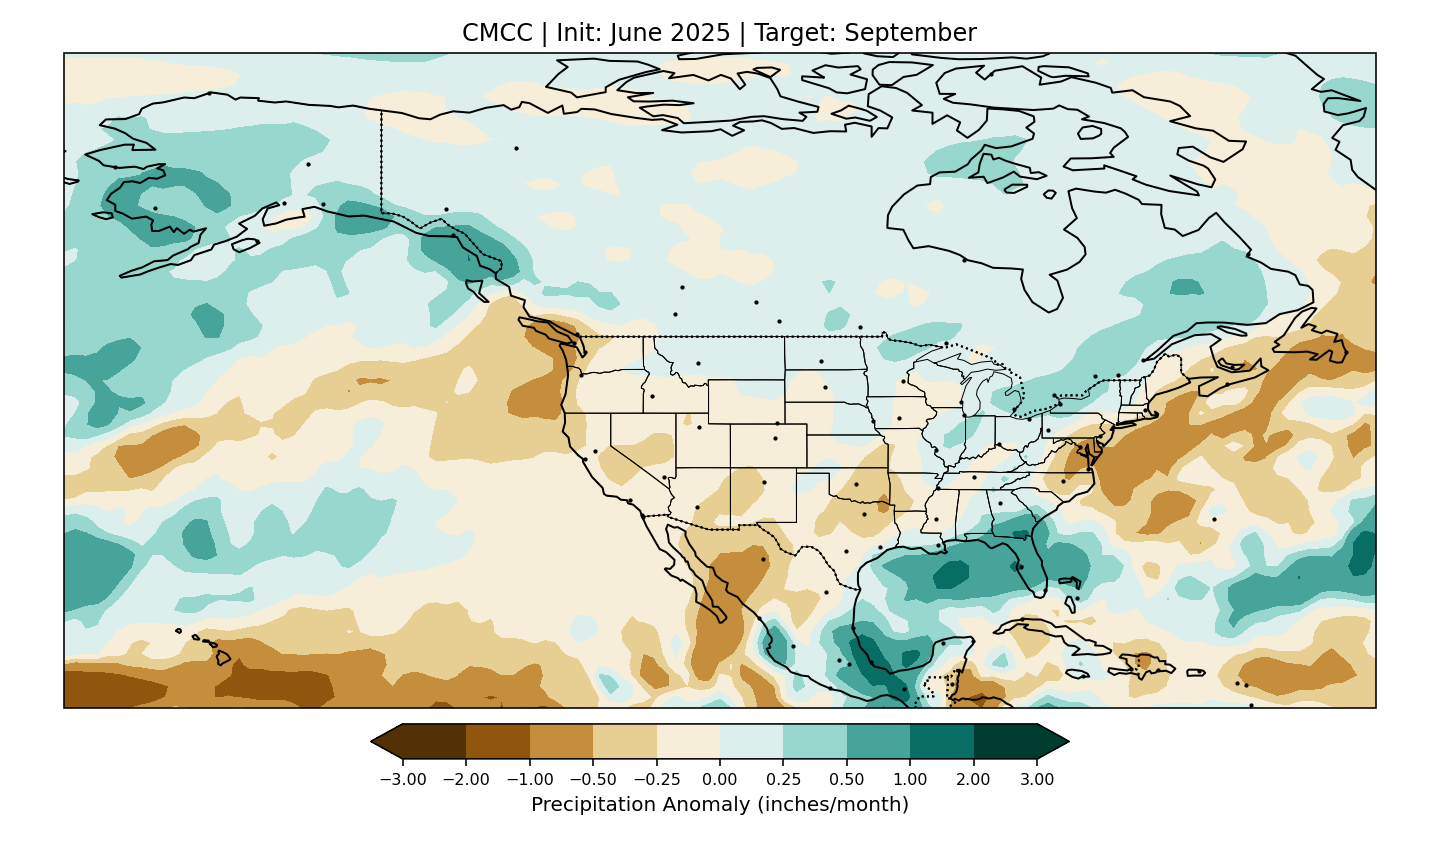 CMCC | Init: June 2025 | Target: September
−3.00 −2.00 −1.00 −0.50 −0.25 0.00 0.25 0.50 1.00 2.00 3.00
Precipitation Anomaly (inches/month)